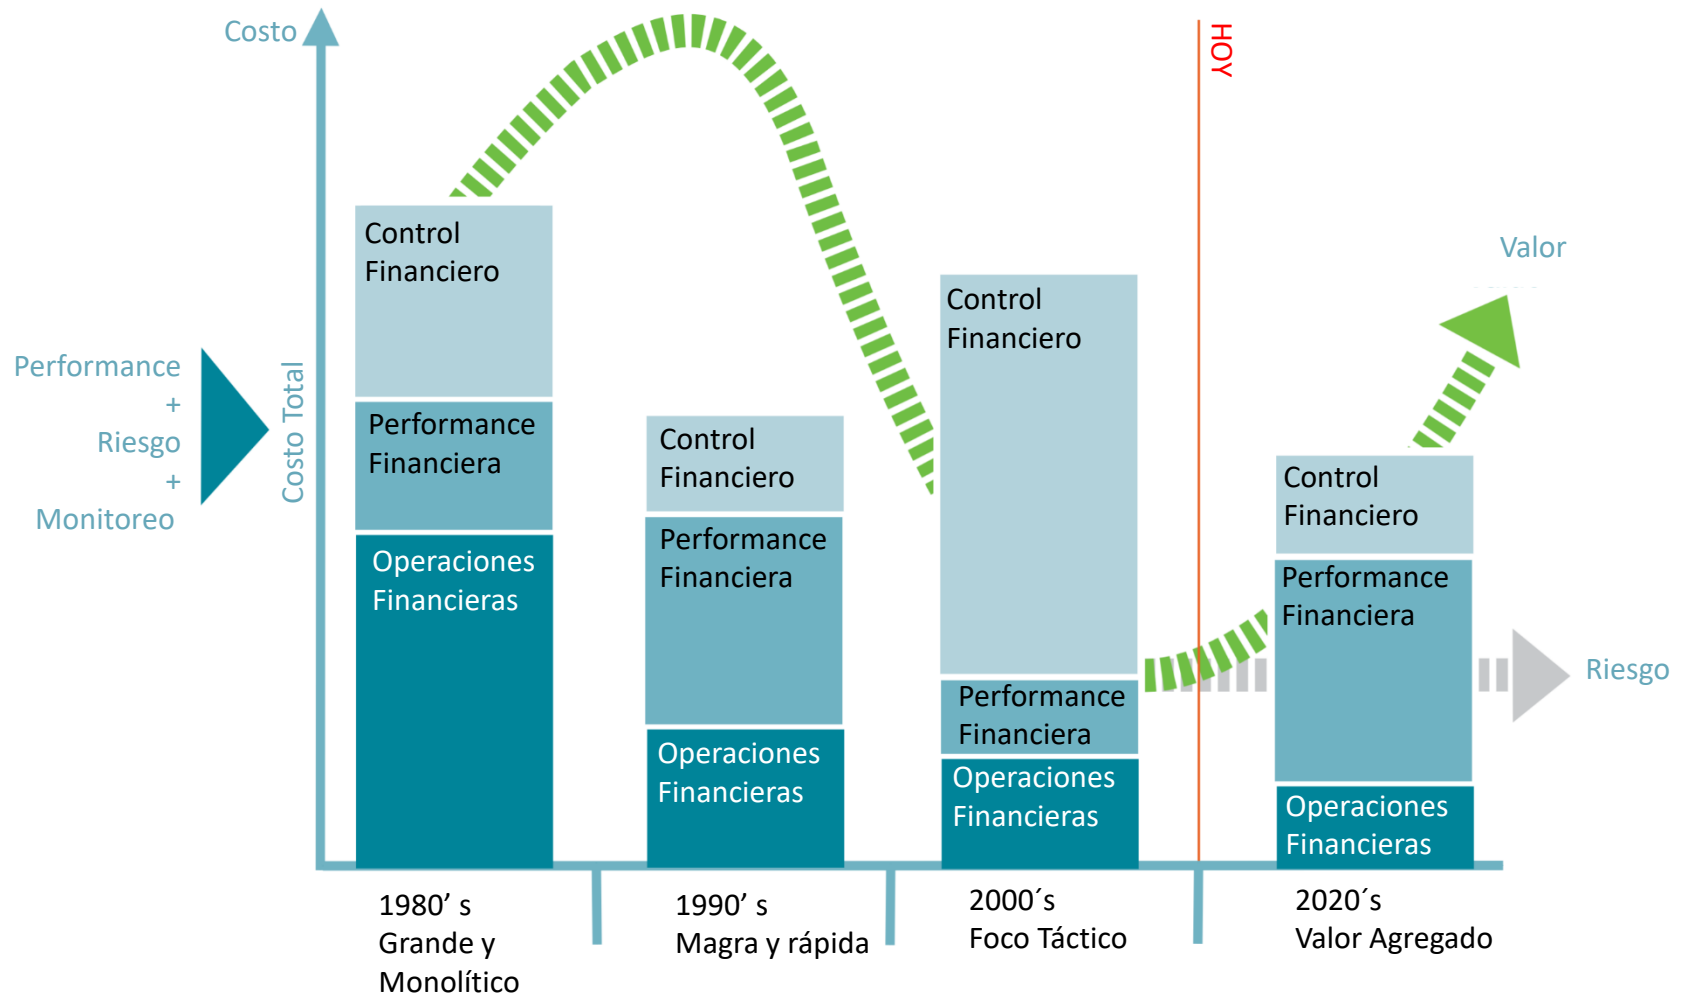 Costo
HOY
Valor
Performance
+
Riesgo
+
Monitoreo
Costo Total
Control
Financiero
Performance
Financiera
Operaciones
Financieras
Control
Financiero
Performance
Financiera
Operaciones
Financieras
Control
Financiero
Performance
Financiera
Operaciones
Financieras
Control
Financiero
Performance
Financiera
Operaciones
Financieras
Riesgo
1980’ s
Grande y
Monolítico
1990’ s
Magra y rápida
2000´s
Foco Táctico
2020´s
Valor Agregado